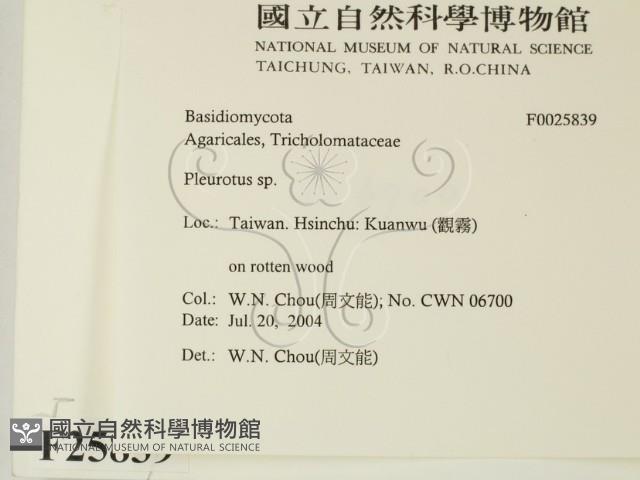 國立自然科學博物館
NATIONAL MUSEUM OF NATURAL SCIENCE
TAICHUNG, TAIWAN, R.O.CHINA
Basidiomycota F0025839
Agaricales, Tricholomataceae
Pleurotus sp.
Loc.: Taiwan. Hsinchu: Kuanwu (觀霧)
on rotten wood
Col.: W.N. Chou(周文能); No. CWN 06700
Date: Jul. 20, 2004
Det.: W.N. Chou(周文能)
國立自然科學博物館
NATIONAL MUSEUM OF NATURAL SCIENCE
F25839